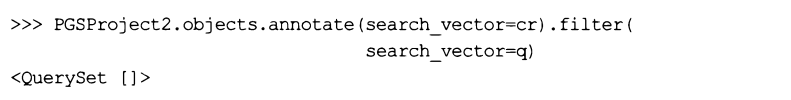 >>> PGSProject2.objects.annotate(search_vector=cr).filter(
search_vector=q)
<QuerySet []>